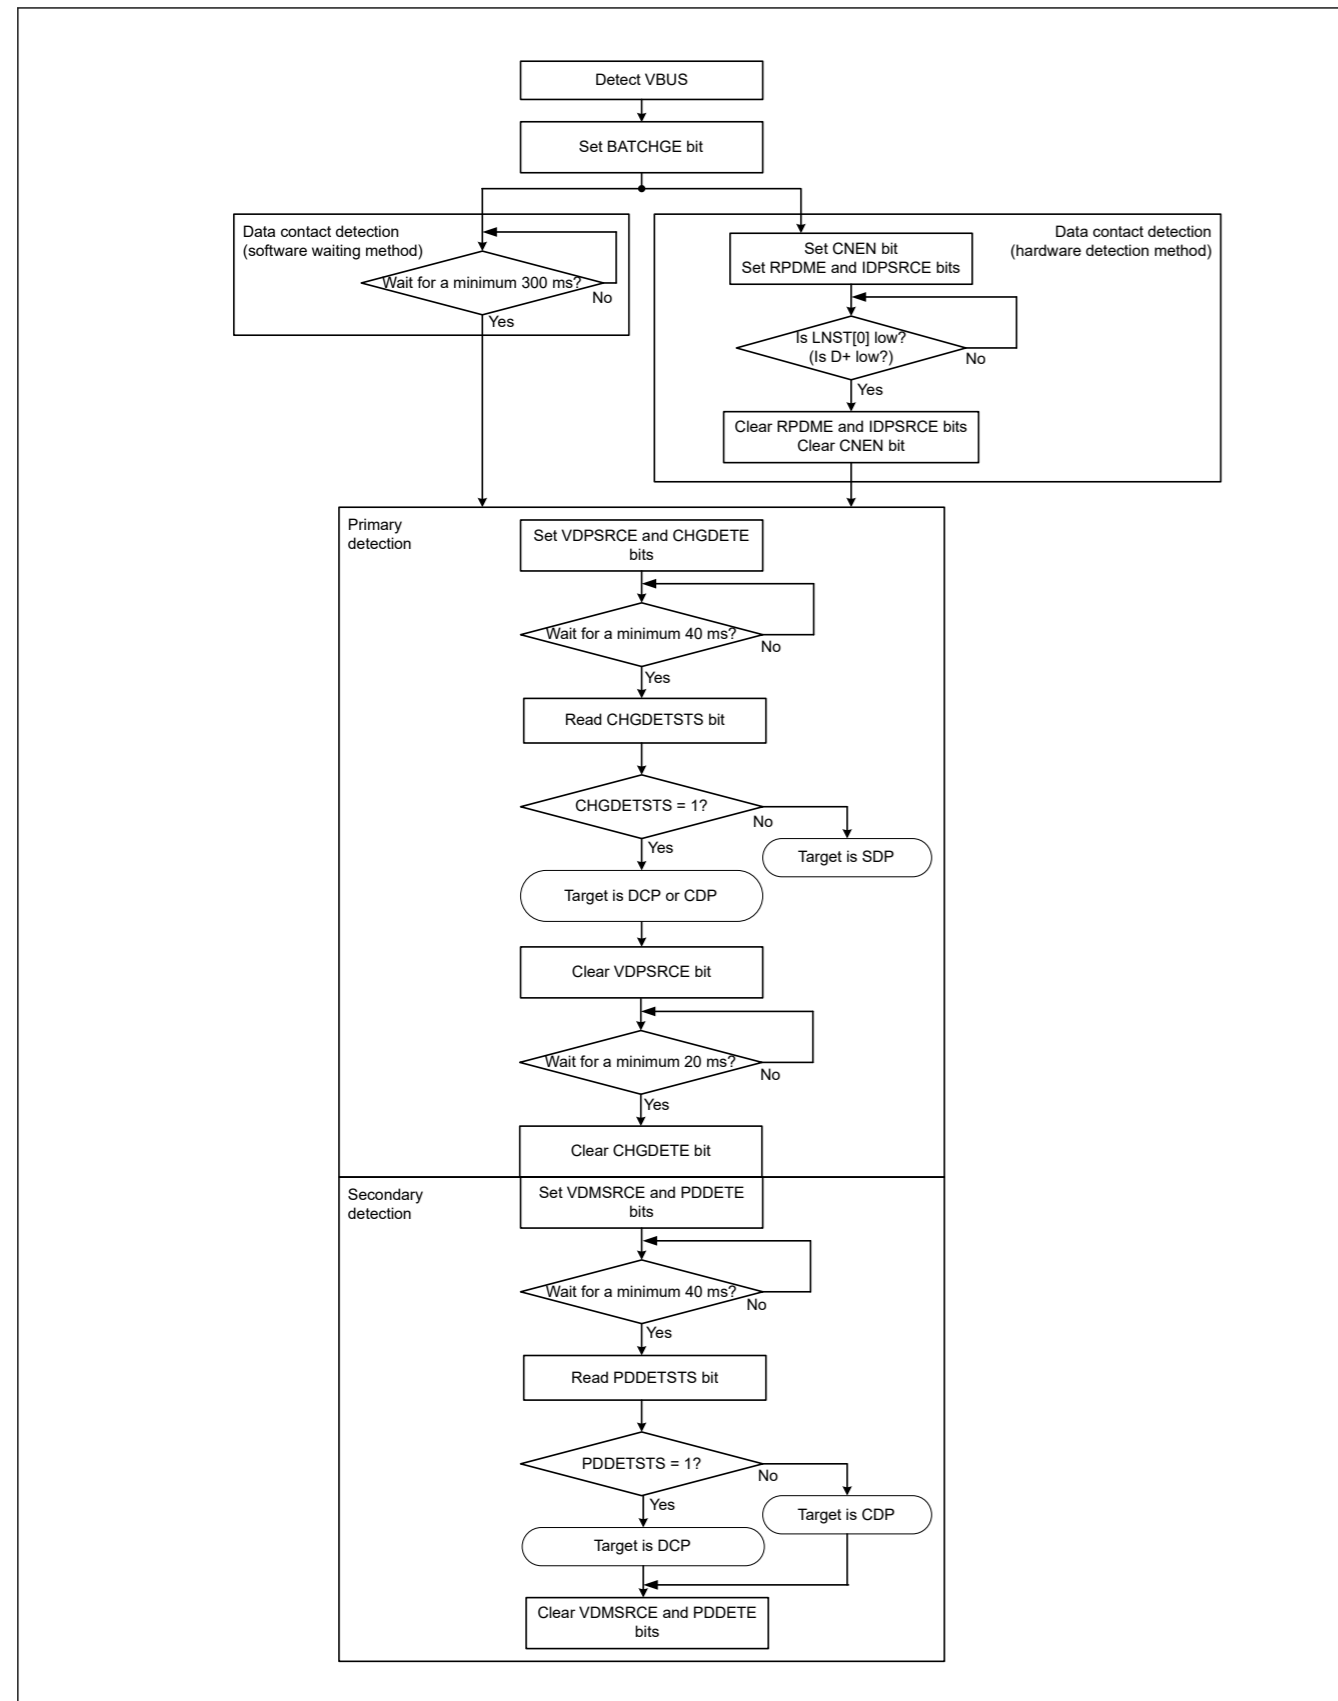 Detect VBUS
Set BATCHGE bit
Data contact detection
(software waiting method)
Wait for a minimum 300 ms?
No
Yes
Data contact detection
(hardware detection method)
Set CNEN bit
Set RPDME and IDPSRCE bits
Is LNST[0] low?
(Is D+ low?)
No
Yes
Clear RPDME and IDPSRCE bits
Clear CNEN bit
Primary
detection
Set VDPSRCE and CHGDETE
bits
Wait for a minimum 40 ms?
No
Yes
Read CHGDETSTS bit
CHGDETSTS = 1?
No
Yes
Target is SDP
Target is DCP or CDP
Clear VDPSRCE bit
Wait for a minimum 20 ms?
No
Yes
Clear CHGDETE bit
Secondary
detection
Set VDMSRCE and PDDETE
bits
Wait for a minimum 40 ms?
No
Yes
Read PDDETSTS bit
PDDETSTS = 1?
No
Yes
Target is CDP
Target is DCP
Clear VDMSRCE and PDDETE
bits